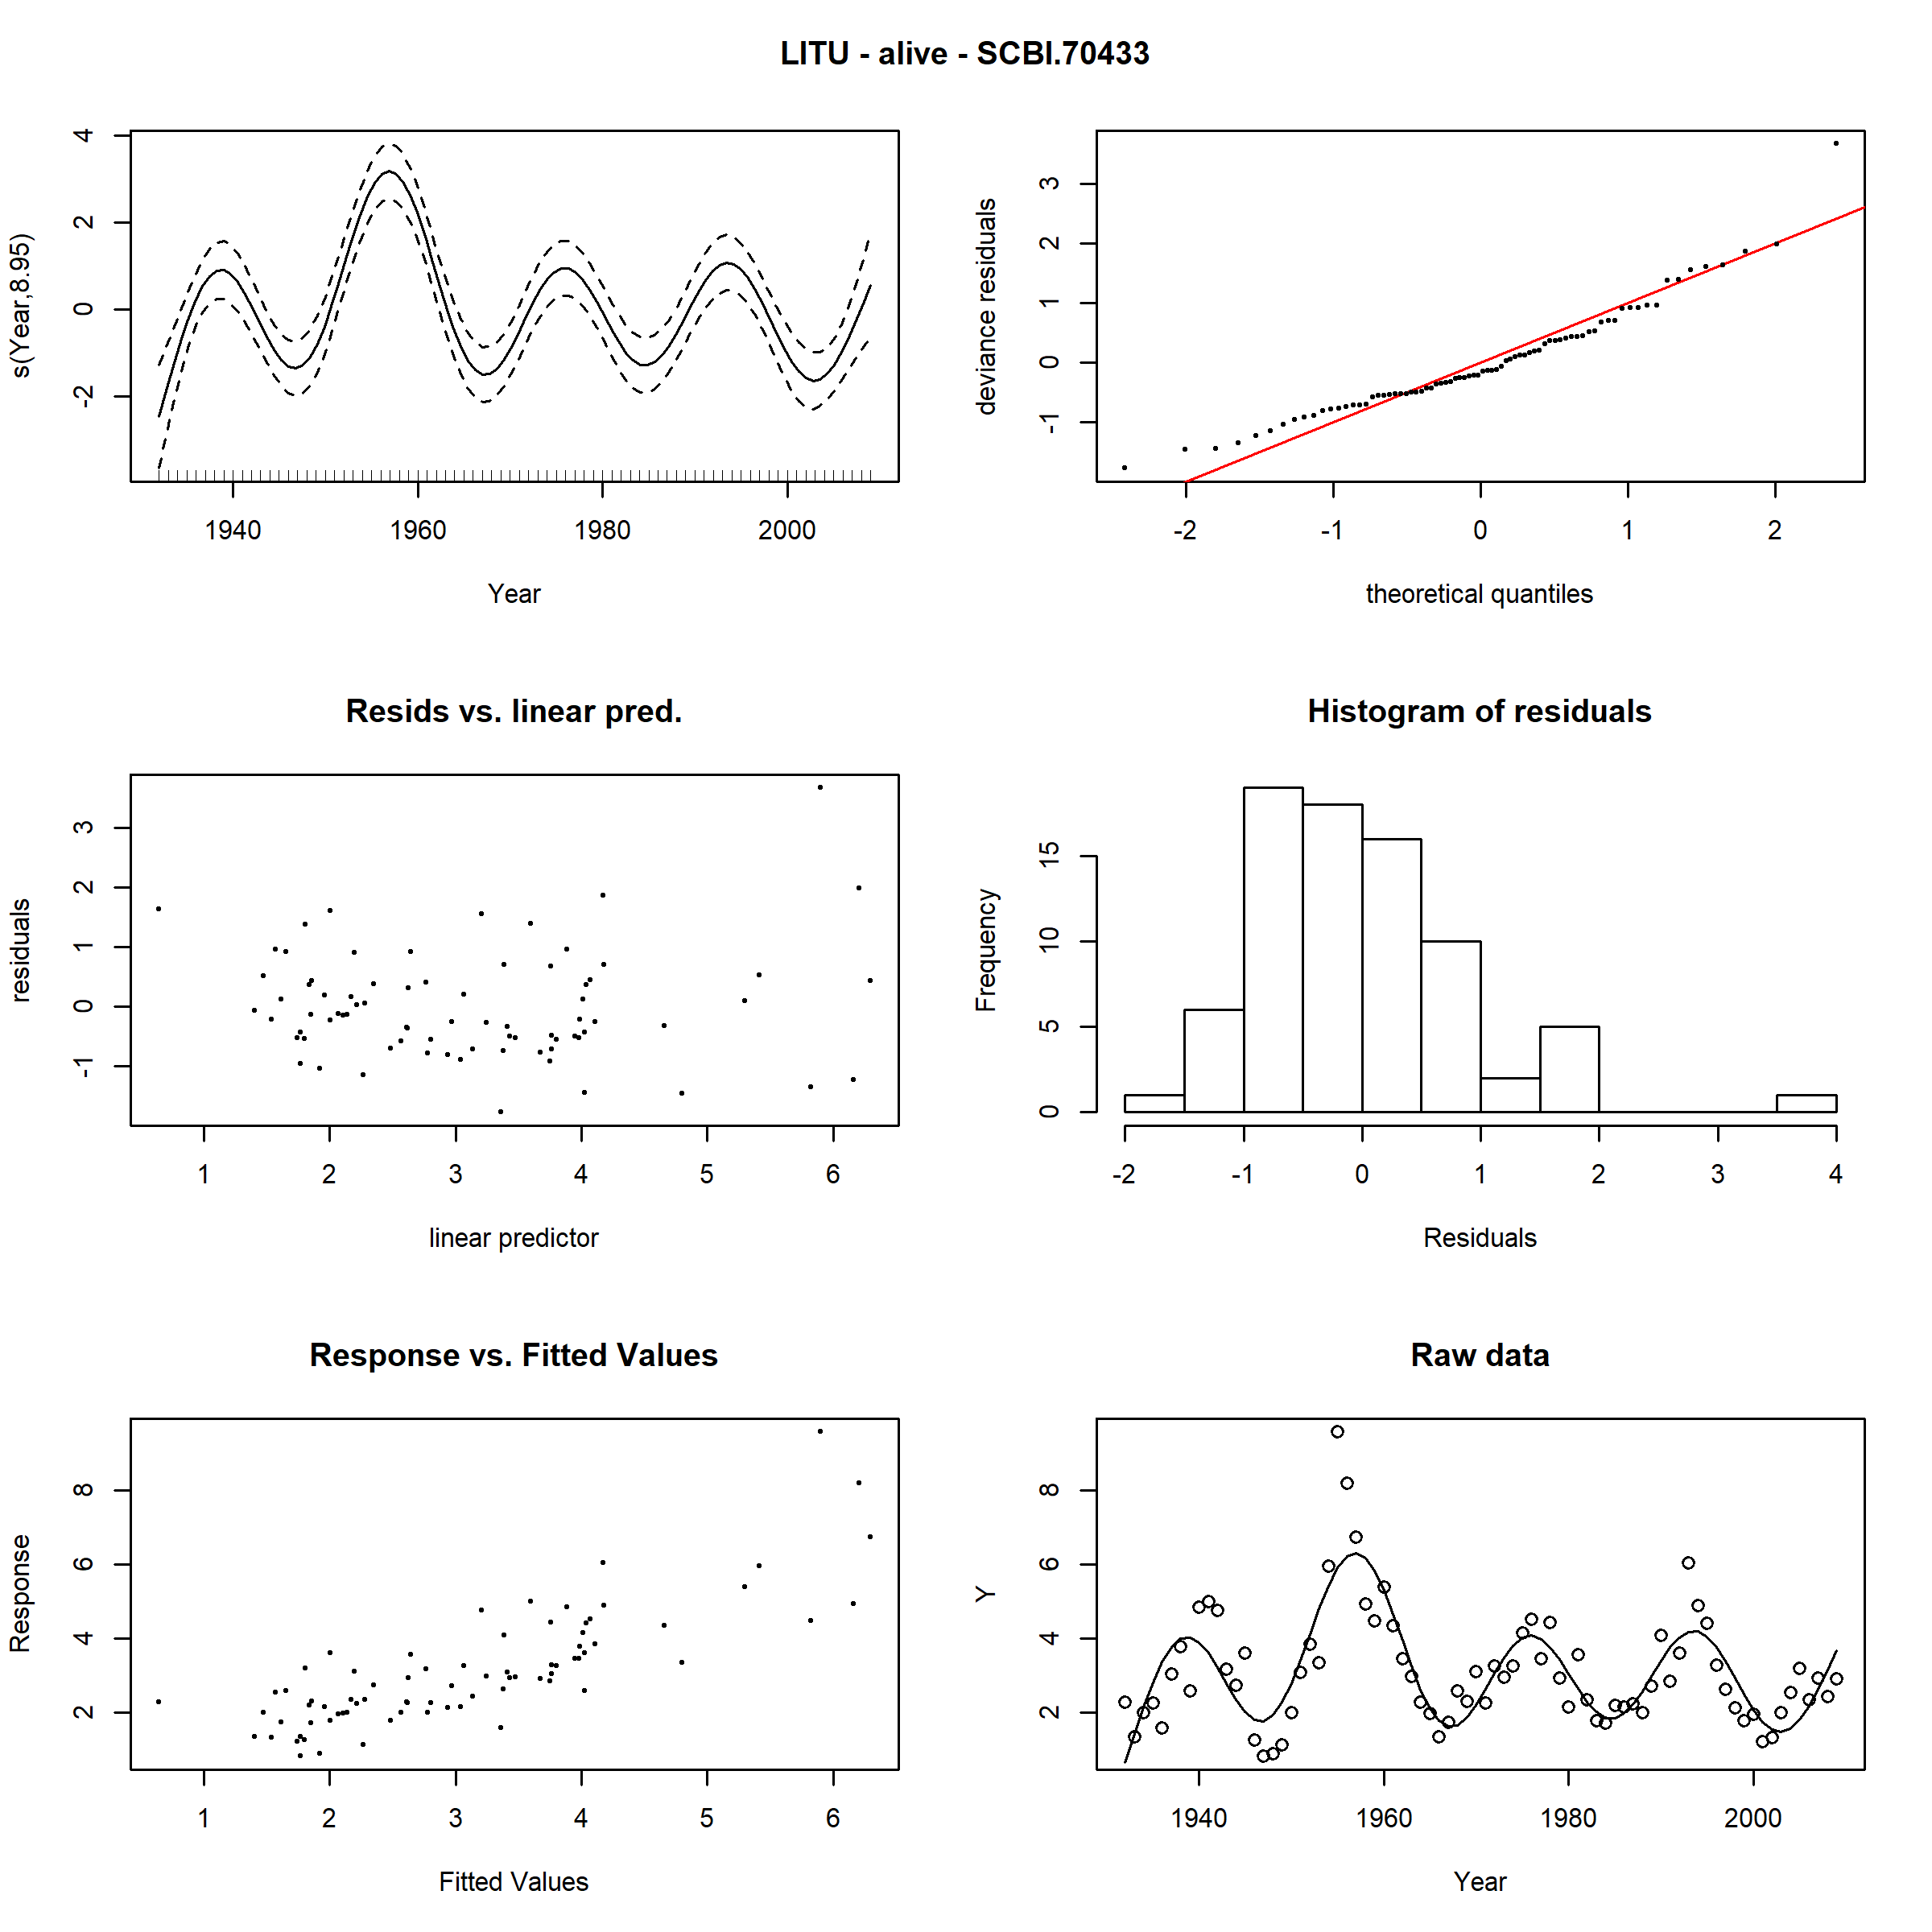 LITU - alive - SCBI.70433
s(Year,8.95)
-2 0 2 4
1940 1960 1980 2000
Year
deviance residuals
-1 0 1 2 3
-2 -1 0 1 2
theoretical quantiles
Resids vs. linear pred.
residuals
-1 0 1 2 3
1 2 3 4 5 6
linear predictor
Histogram of residuals
Frequency
0 5 10 15
-2 -1 0 1 2 3 4
Residuals
Response vs. Fitted Values
Response
2 4 6 8
1 2 3 4 5 6
Fitted Values
Raw data
Y
2 4 6 8
1940 1960 1980 2000
Year